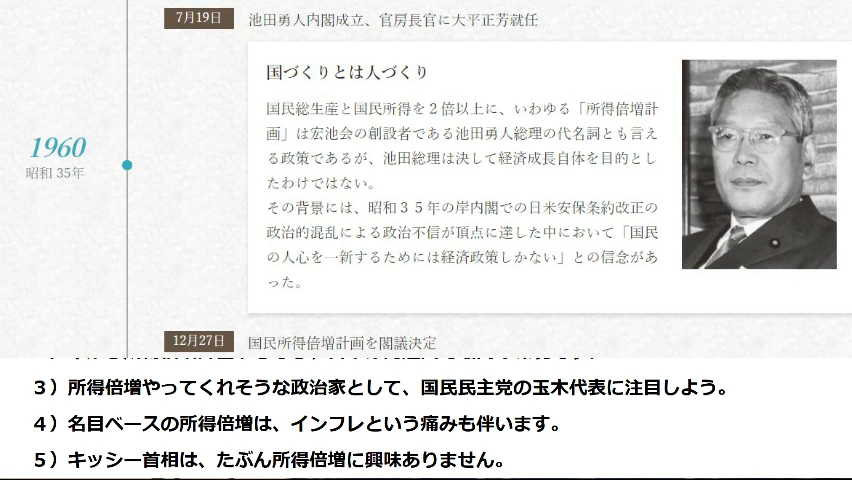 7月19日 池田勇人内閣成立、官房長官に大平正芳就任
国づくりとは人づくり
国民総生産と国民所得を２倍以上に、いわゆる「所得倍増計
画」は宏池会の創設者である池田勇人総理の代名詞とも言え
る政策であるが、池田総理は決して経済成長自体を目的とし
たわけではない。
その背景には、昭和３５年の岸内閣での日米安保条約改正の
政治的混乱による政治不信が頂点に達した中において「国民
の人心を一新するためには経済政策しかない」との信念があ
った。
1960
昭和 35年
12月27日 国民所得倍増計画を閣議決定
３）所得倍増やってくれそうな政治家として、国民民主党の玉木代表に注目しよう。
４）名目ベースの所得倍増は、インフレという痛みも伴います。
５）キッシー首相は、たぶん所得倍増に興味ありません。